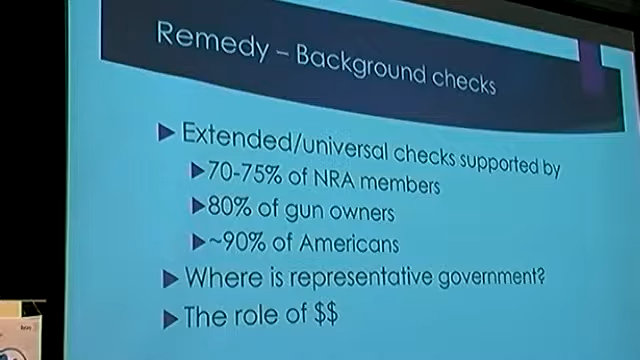 Remedy – Background checks
▶Extended/universal checks supported by
▶70-75% of NRA members
▶80% of gun owners
▶~90% of Americans
▶Where is representative government?
▶The role of $$